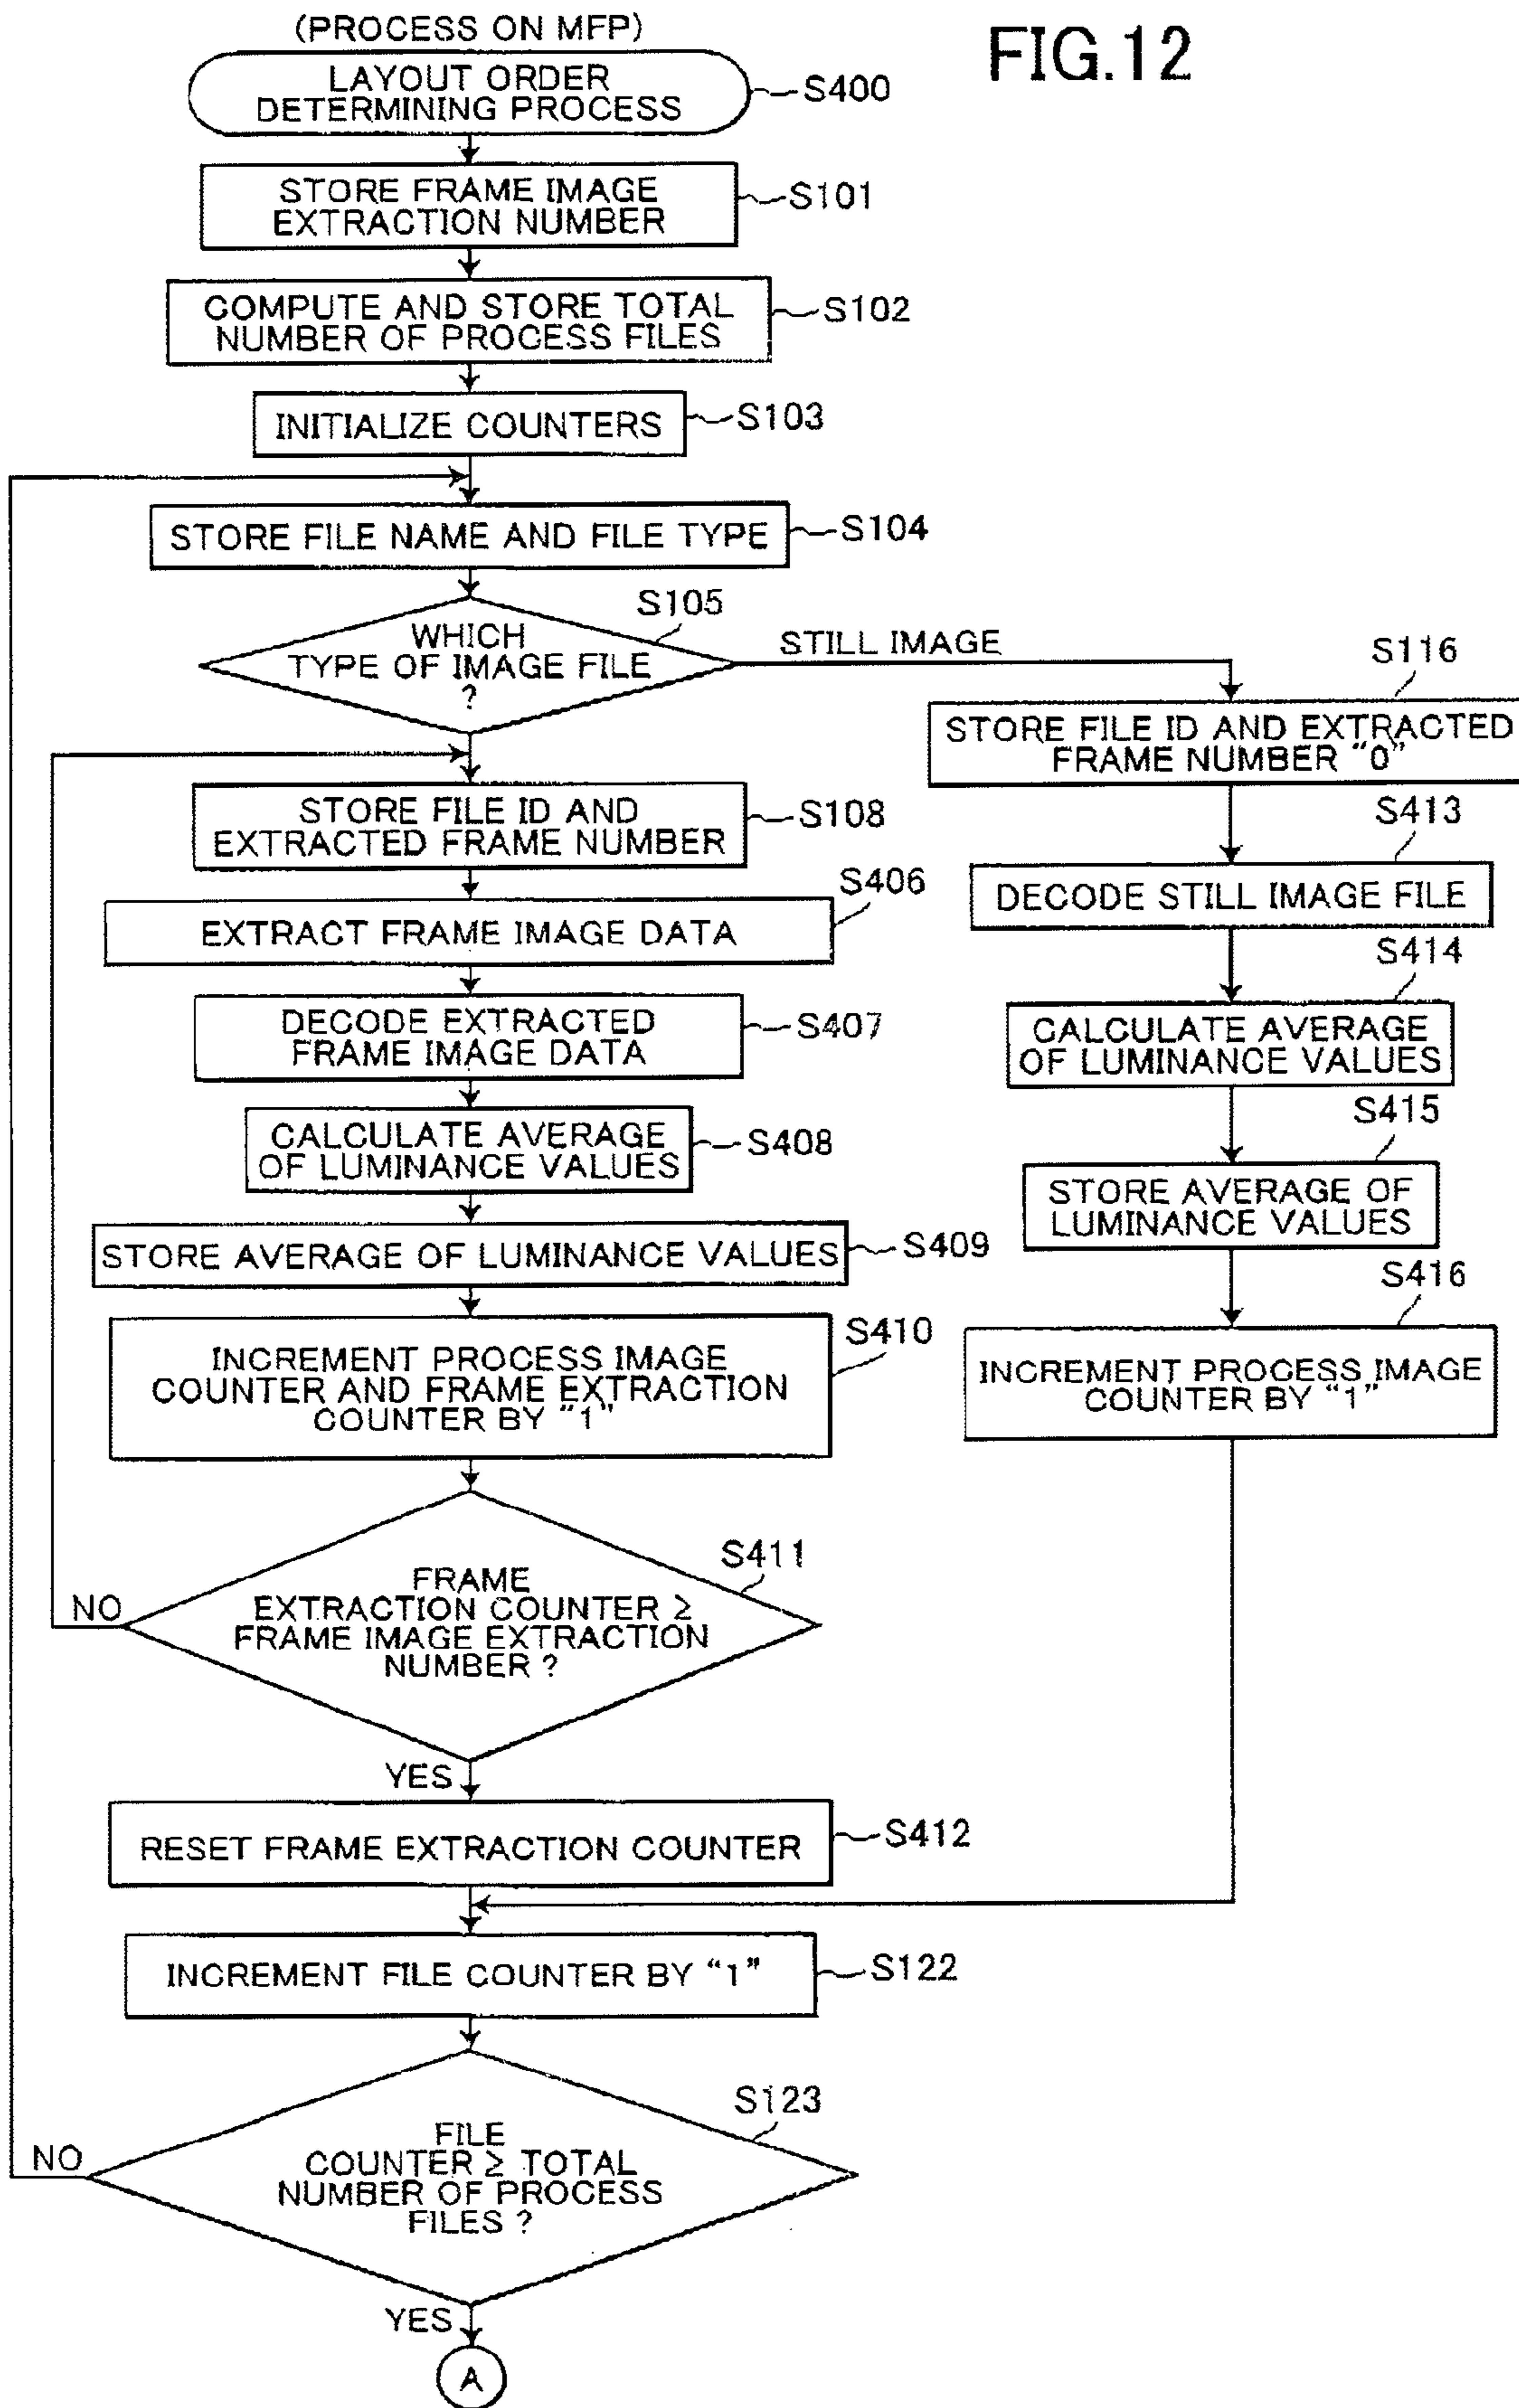 (PROCESS ON MFP)
FIG.12
LAYOUT ORDER
DETERMINING PROCESS
S400
STORE FRAME IMAGE
EXTRACTION NUMBER
S101
COMPUTE AND STORE TOTAL
NUMBER OF PROCESS FILES
S102
INITIALIZE COUNTERS
S103
STORE FILE NAME AND FILE TYPE
S104
S105
WHICH
TYPE OF IMAGE FILE
?
STILL IMAGE
S116
STORE FILE ID AND EXTRACTED
FRAME NUMBER “0”
STORE FILE ID AND
EXTRACTED FRAME NUMBER
S108
S413
DECODE STILL IMAGE FILE
S406
EXTRACT FRAME IMAGE DATA
S414
CALCULATE AVERAGE
OF LUMINANCE VALUES
DECODE EXTRACTED
FRAME IMAGE DATA
S407
S415
STORE AVERAGE OF
LUMINANCE VALUES
CALCULATE AVERAGE
OF LUMINANCE VALUES
S408
STORE AVERAGE OF LUMINANCE VALUES
S409
S416
INCREMENT PROCESS IMAGE
COUNTER BY “1”
S410
INCREMENT PROCESS IMAGE
COUNTER AND FRAME EXTRACTION
COUNTER BY “1”
S411
FRAME
EXTRACTION COUNTER ≥
FRAME IMAGE EXTRACTION
NUMBER ?
NO
YES
RESET FRAME EXTRACTION COUNTER
S412
INCREMENT FILE COUNTER BY “1”
S122
S123
FILE
COUNTER ≥ TOTAL
NUMBER OF PROCESS
FILES ?
NO
YES
A